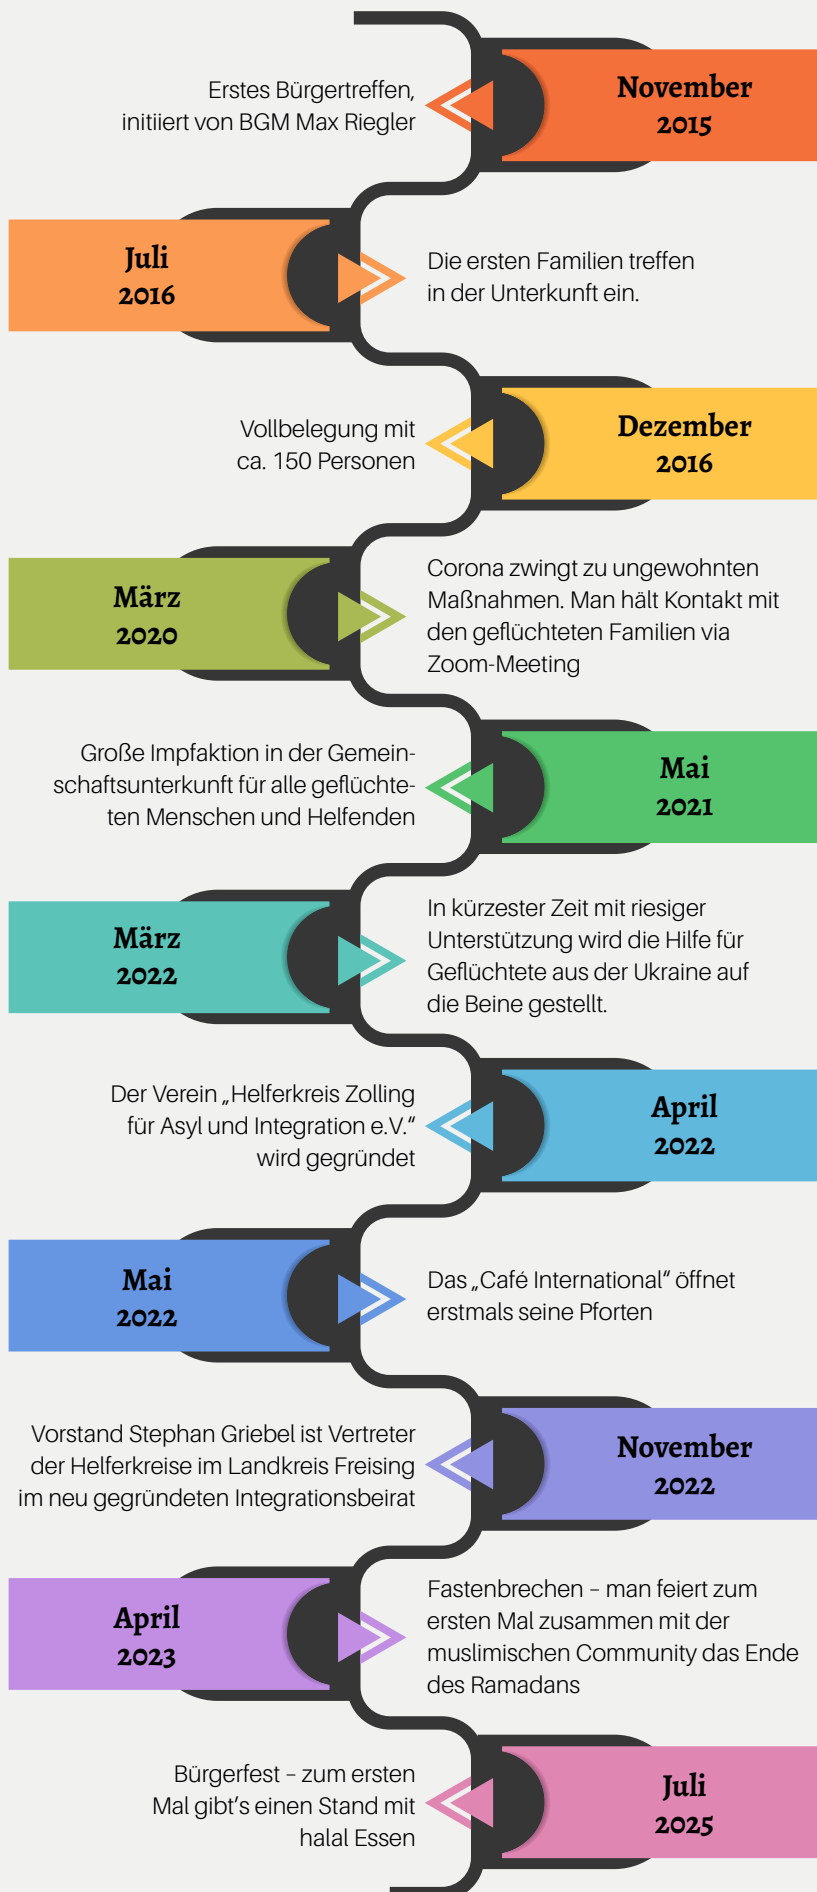 Erstes Bürgertreffen,
initiiert von BGM Max Riegler
November
2015
Juli
2016
Die ersten Familien treffen
in der Unterkunft ein.
Vollbelegung mit
ca. 150 Personen
Dezember
2016
März
2020
Corona zwingt zu ungewohnten
Maßnahmen. Man hält Kontakt mit
den geflüchteten Familien via
Zoom-Meeting
Große Impfaktion in der Gemein-
schaftsunterkunft für alle geflüchte-
ten Menschen und Helfenden
Mai
2021
März
2022
In kürzester Zeit mit riesiger
Unterstützung wird die Hilfe für
Geflüchtete aus der Ukraine auf
die Beine gestellt.
Der Verein „Helferkreis Zolling
für Asyl und Integration e.V.“
wird gegründet
April
2022
Mai
2022
Das „Café International“ öffnet
erstmals seine Pforten
Vorstand Stephan Griebel ist Vertreter
der Helferkreise im Landkreis Freising
im neu gegründeten Integrationsbeirat
November
2022
April
2023
Fastenbrechen – man feiert zum
ersten Mal zusammen mit der
muslimischen Community das Ende
des Ramadans
Bürgerfest – zum ersten
Mal gibt’s einen Stand mit
halal Essen
Juli
2025